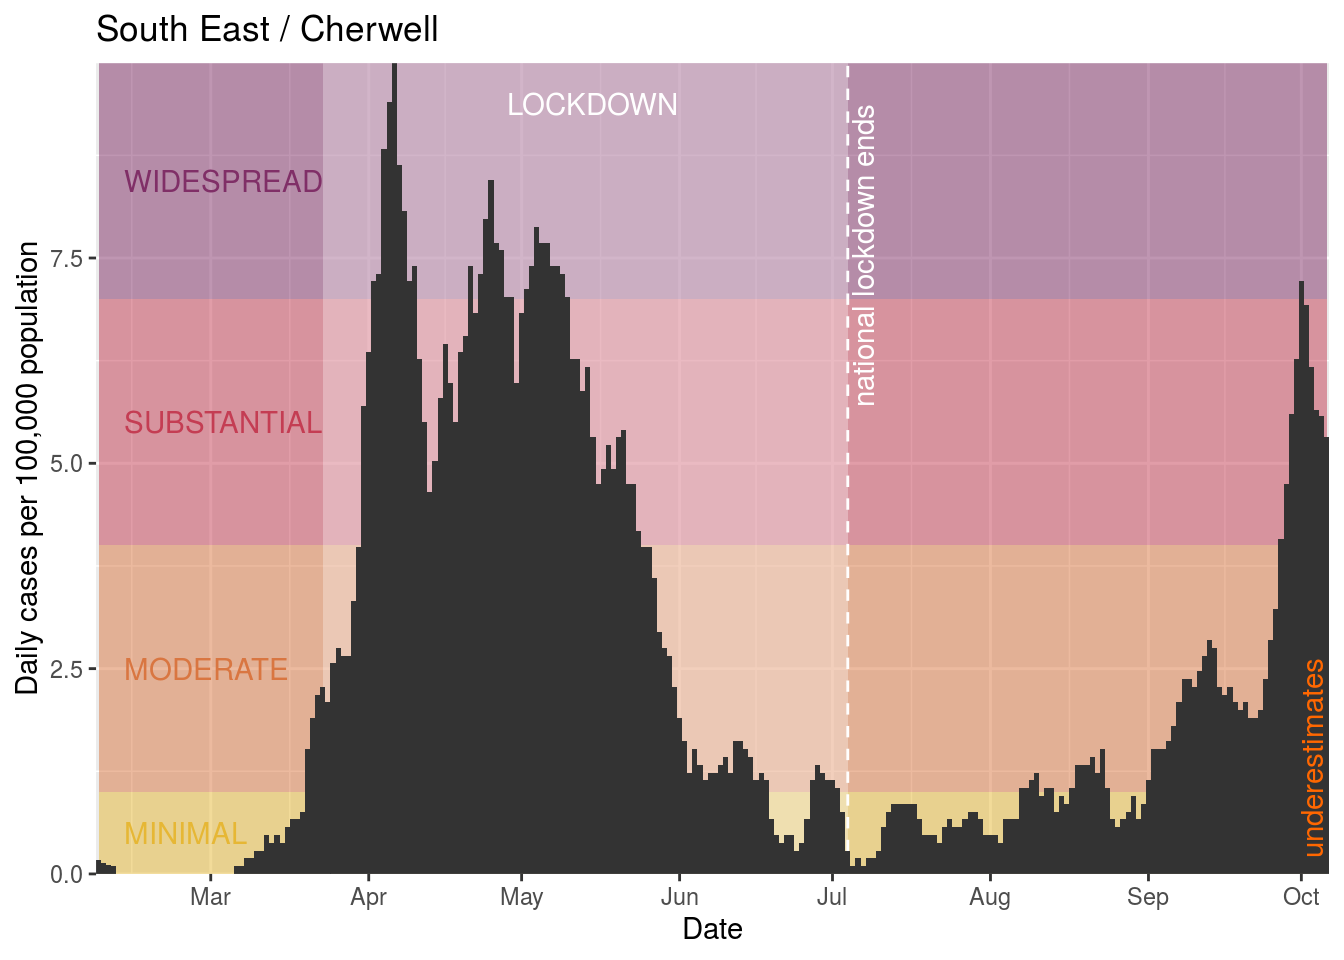 South East / Cherwell
LOCKDOWN
national lockdown ends
WIDESPREAD
SUBSTANTIAL
MODERATE
MINIMAL
underestimates
Daily cases per 100,000 population
7.5
5.0
2.5
0.0
Mar Apr May Jun Jul Aug Sep Oct
Date